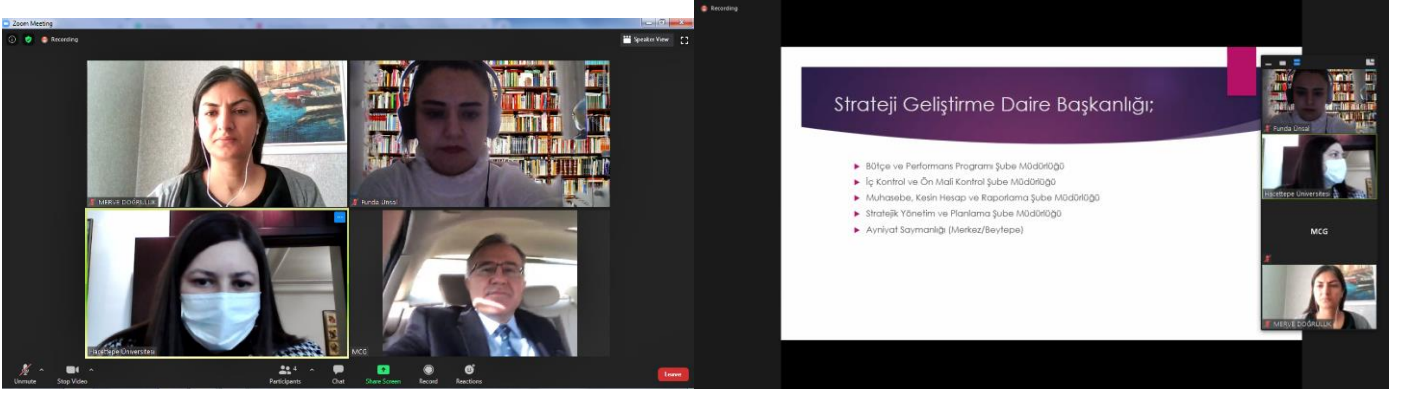 Zoom Meeting
Recording
Speaker View
MERVE DOĞRULUK
Funda Ünsal
Hacettepe Üniversitesi
MCG
Unmute
Stop Video
Participants
4
Chat
Share Screen
Record
Reactions
Leave
Recording
Strateji Geliştirme Daire Başkanlığı;
Bütçe ve Performans Programı Şube Müdürlüğü
İç Kontrol ve Ön Mali Kontrol Şube Müdürlüğü
Muhasebe, Kesin Hesap ve Raporlama Şube Müdürlüğü
Stratejik Yönetim ve Planlama Şube Müdürlüğü
Ayniyat Saymanlığı (Merkez/Beytepe)
Funda Ünsal
Hacettepe Üniversitesi
MCG
MERVE DOĞRULUK